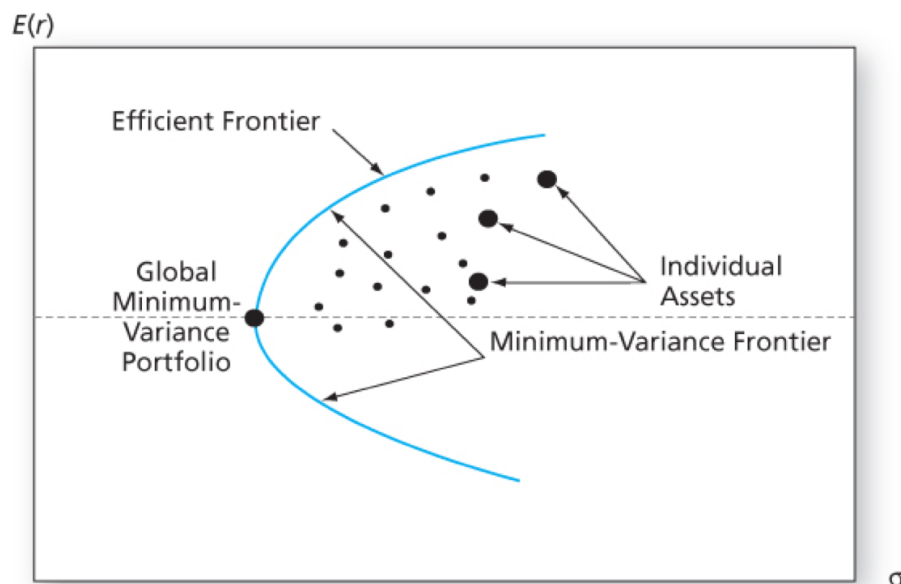 E(r)
Efficient Frontier
Global
Minimum-
Variance
Portfolio
Individual
Assets
Minimum-Variance Frontier
σ